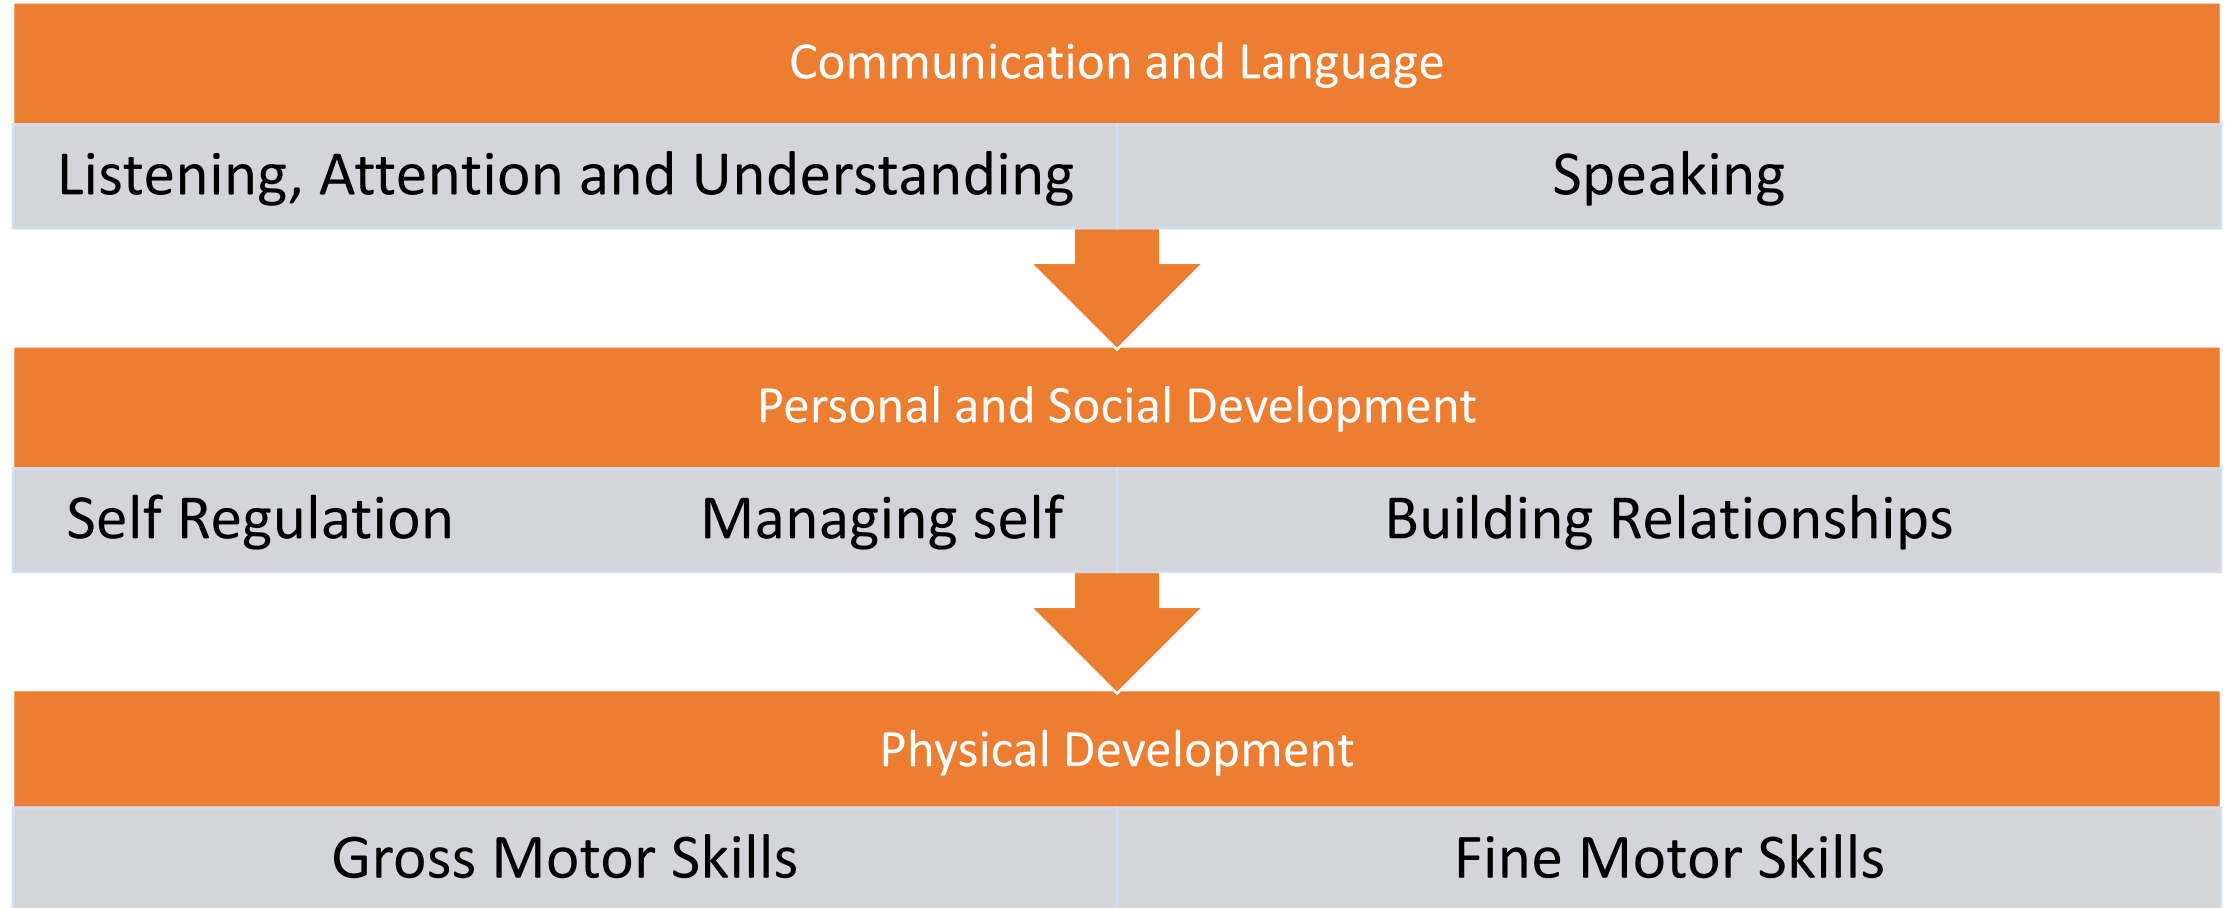 Communication and Language
Listening, Attention and Understanding
Speaking
Personal and Social Development
Self Regulation Managing self
Building Relationships
Physical Development
Gross Motor Skills
Fine Motor Skills